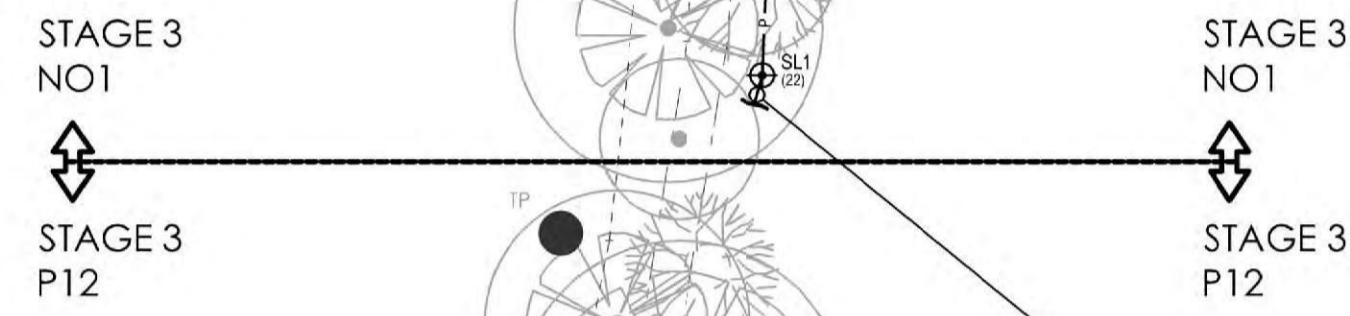 STAGE 3
NO1
STAGE 3
NO1
P
SL1
(22)
TP
STAGE 3
P12
STAGE 3
P12